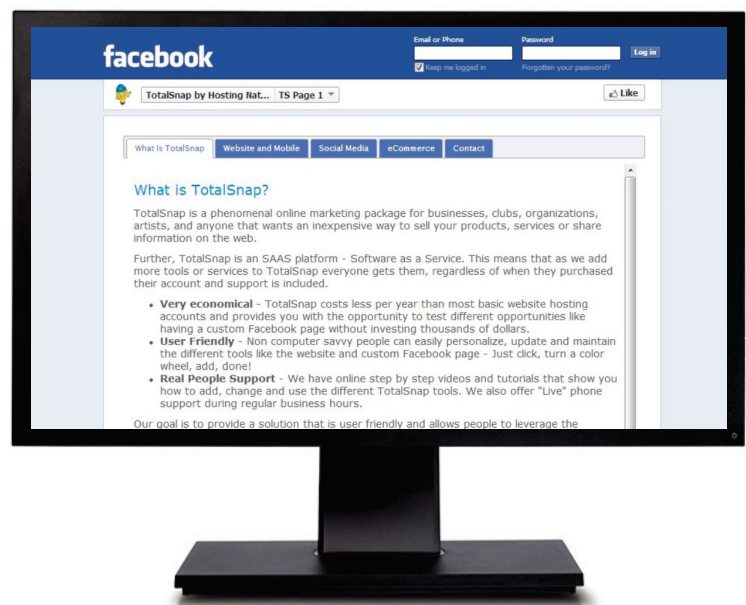 Email or Phone
Password
facebook
Log in
Keep me logged in
Forgotten your password?
TotalSnap by Hosting Nat...
TS Page 1
Like
What is TotalSnap
Website and Mobile
Social Media
eCommerce
Contact
What is TotalSnap?
TotalSnap is a phenomenal online marketing package for businesses, clubs, organizations,
artists, and anyone that wants an inexpensive way to sell your products, services or share
information on the web.
Further, TotalSnap is an SAAS platform - Software as a Service. This means that as we add
more tools or services to TotalSnap everyone gets them, regardless of when they purchased
their account and support is included.
• Very economical - TotalSnap costs less per year than most basic website hosting
accounts and provides you with the opportunity to test different opportunities like
having a custom Facebook page without investing thousands of dollars.
• User Friendly - Non computer savvy people can easily personalize, update and maintain
the different tools like the website and custom Facebook page - Just click, turn a color
wheel, add, done!
• Real People Support - We have online step by step videos and tutorials that show you
how to add, change and use the different TotalSnap tools. We also offer "Live" phone
support during regular business hours.
Our goal is to provide a solution that is user friendly and allows people to leverage the